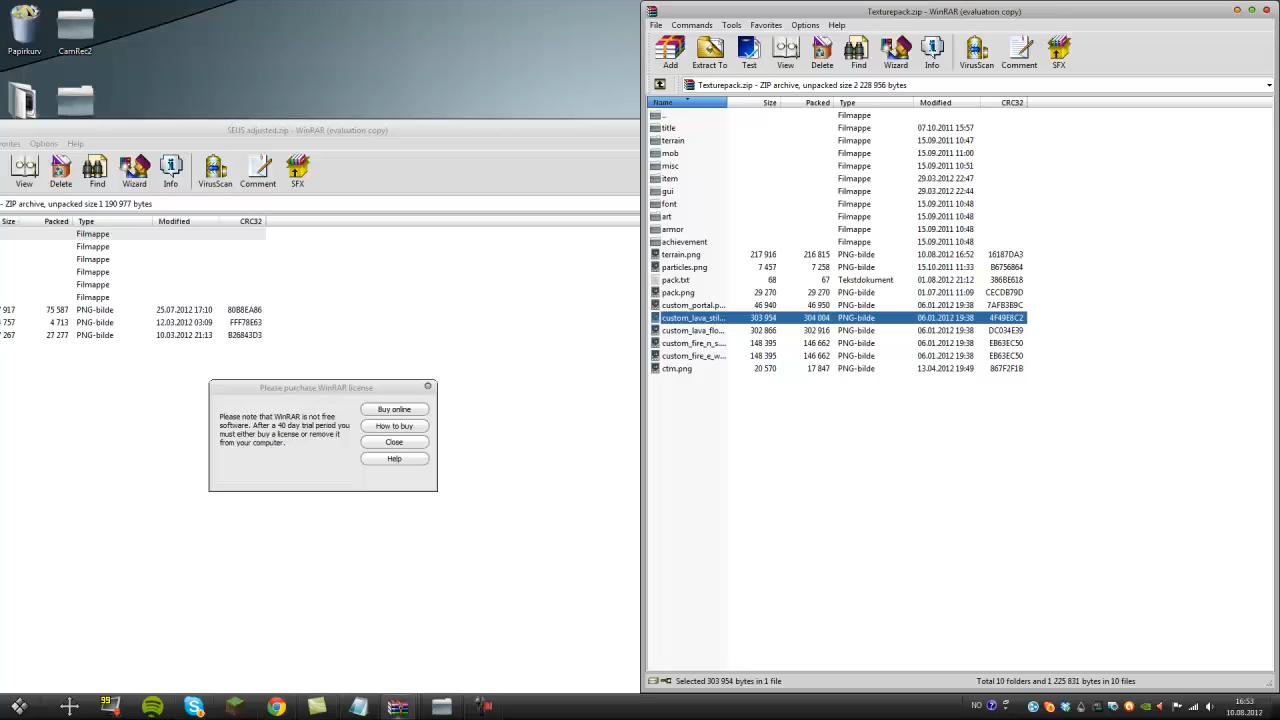 Papirkurv
CamRec2
SEUS adjusted.zip - WinRAR (evaluation copy)
vorites Options Help
View Delete Find Wizard Info VirusScan Comment SFX
- ZIP archive, unpacked size 1 190 977 bytes
Size Packed Type Modified CRC32
Filmappe
Filmappe
Filmappe
Filmappe
Filmappe
Filmappe
917 75 587 PNG-bilde 25.07.2012 17:10 80B8EA86
757 4 713 PNG-bilde 12.03.2012 03:09 FFF78E63
267 27 277 PNG-bilde 10.03.2012 21:13 B26843D3
Please purchase WinRAR license
Please note that WinRAR is not free
software. After a 40 day trial period you
must either buy a license or remove it
from your computer.
Buy online
How to buy
Close
Help
Texturepack.zip - WinRAR (evaluation copy)
File Commands Tools Favorites Options Help
Add Extract To Test View Delete Find Wizard Info VirusScan Comment SFX
Texturepack.zip - ZIP archive, unpacked size 2 228 956 bytes
Name Size Packed Type Modified CRC32
.. Filmappe
title Filmappe 07.10.2011 15:57
terrain Filmappe 15.09.2011 10:47
mob Filmappe 15.09.2011 11:00
misc Filmappe 15.09.2011 10:51
item Filmappe 29.03.2012 22:47
gui Filmappe 29.03.2012 22:44
font Filmappe 15.09.2011 10:48
art Filmappe 15.09.2011 10:48
armor Filmappe 15.09.2011 10:48
achievement Filmappe 15.09.2011 10:48
terrain.png 217 916 216 815 PNG-bilde 10.08.2012 16:52 16187DA3
particles.png 7 457 7 258 PNG-bilde 15.10.2011 11:33 B6756864
pack.txt 68 67 Tekstdokument 01.08.2012 21:12 386BE618
pack.png 29 270 29 270 PNG-bilde 01.07.2011 11:09 CECDB79D
custom_portal.p... 46 940 46 950 PNG-bilde 06.01.2012 19:38 7AFB3B9C
custom_lava_stil... 303 954 304 004 PNG-bilde 06.01.2012 19:38 4F49E8C2
custom_lava_flo... 302 866 302 916 PNG-bilde 06.01.2012 19:38 DC034E39
custom_fire_n_s.... 148 395 146 662 PNG-bilde 06.01.2012 19:38 EB63EC50
custom_fire_e_w... 148 395 146 662 PNG-bilde 06.01.2012 19:38 EB63EC50
ctm.png 20 570 17 847 PNG-bilde 13.04.2012 19:49 867F2F1B
Selected 303 954 bytes in 1 file Total 10 folders and 1 225 831 bytes in 10 files
99
NO
16:53
10.08.2012